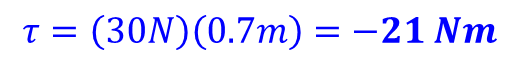 τ = (30N)(0.7m) = −21 Nm